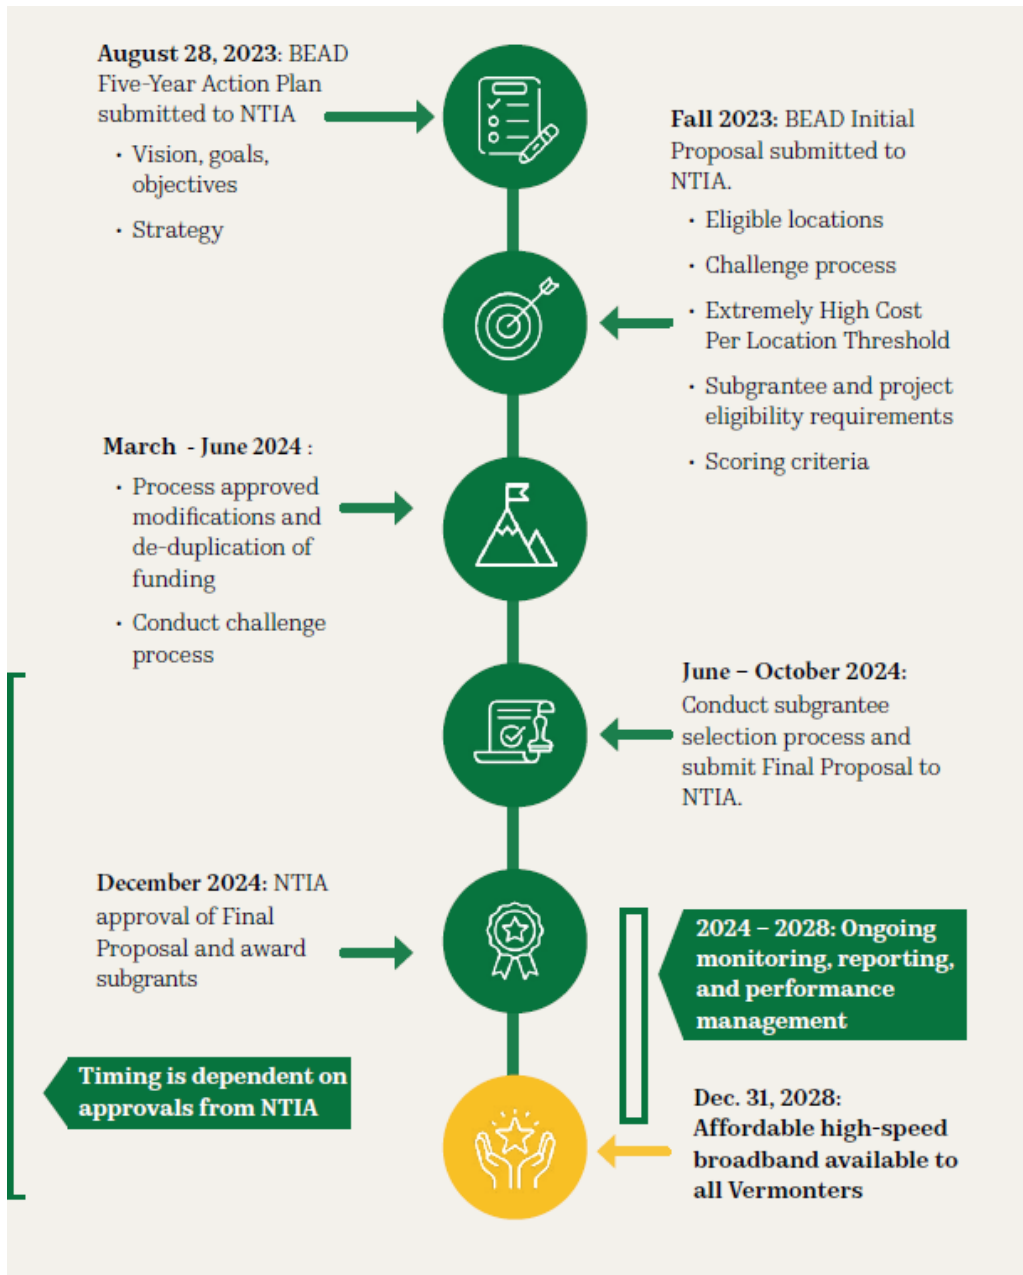 August 28, 2023: BEAD
Five-Year Action Plan
submitted to NTIA
• Vision, goals,
objectives
• Strategy
Fall 2023: BEAD Initial
Proposal submitted to
NTIA.
• Eligible locations
• Challenge process
• Extremely High Cost
Per Location Threshold
• Subgrantee and project
eligibility requirements
• Scoring criteria
March - June 2024 :
• Process approved
modifications and
de-duplication of
funding
• Conduct challenge
process
June – October 2024:
Conduct subgrantee
selection process and
submit Final Proposal to
NTIA.
December 2024: NTIA
approval of Final
Proposal and award
subgrants
2024 – 2028: Ongoing
monitoring, reporting,
and performance
management
Timing is dependent on
approvals from NTIA
Dec. 31, 2028:
Affordable high-speed
broadband available to
all Vermonters